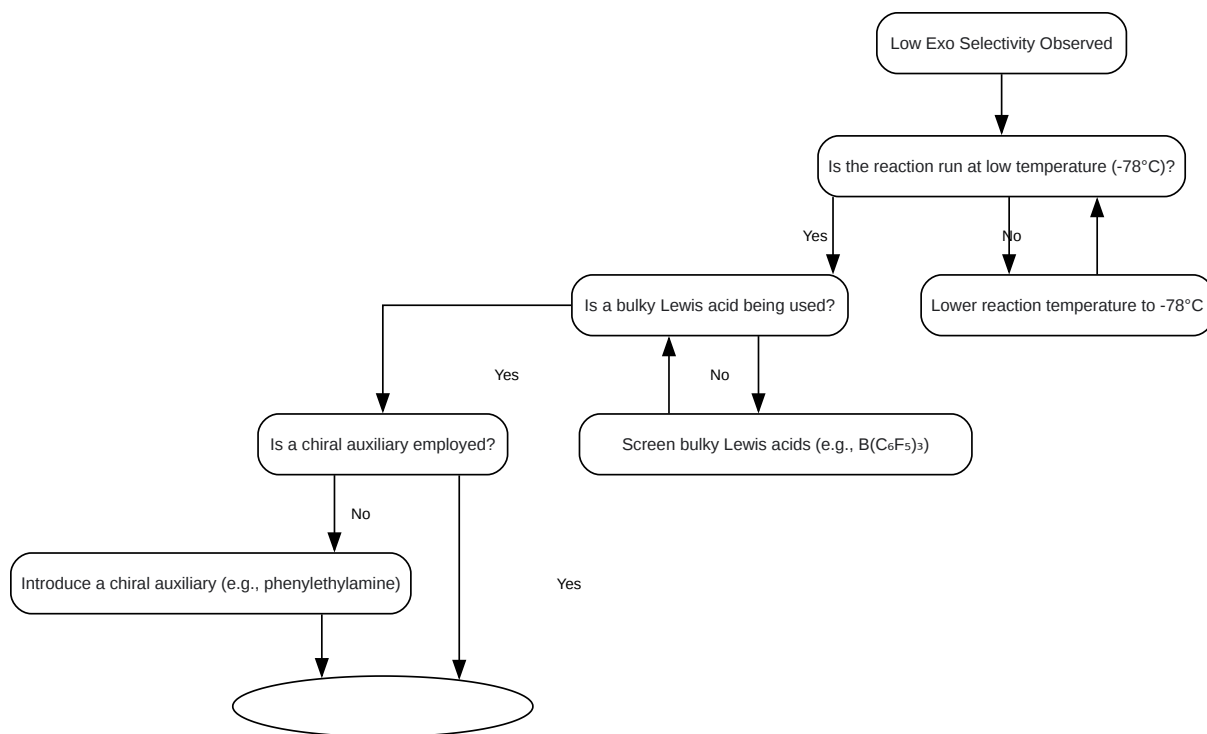 Low Exo Selectivity Observed
Is the reaction run at low temperature (-78°C)?
Yes
No
Is a bulky Lewis acid being used?
Lower reaction temperature to -78°C
Yes
No
Is a chiral auxiliary employed?
Screen bulky Lewis acids (e.g., B(C₆F₅)₃)
No
Introduce a chiral auxiliary (e.g., phenylethylamine)
Yes